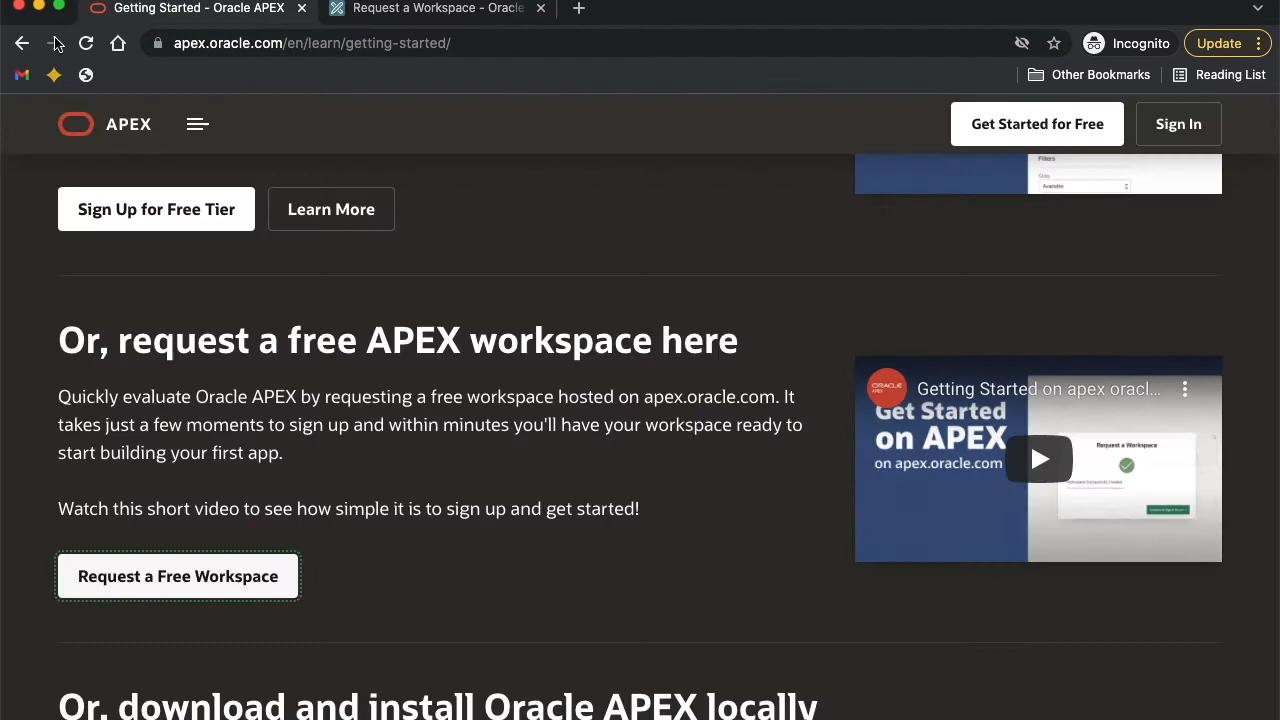 Getting Started - Oracle APEX
Request a Workspace - Oracle
apex.oracle.com/en/learn/getting-started/
Incognito
Update
Other Bookmarks
Reading List
APEX
Get Started for Free
Sign In
Filters
State
Available
Sign Up for Free Tier
Learn More
Or, request a free APEX workspace here
Quickly evaluate Oracle APEX by requesting a free workspace hosted on apex.oracle.com. It
takes just a few moments to sign up and within minutes you'll have your workspace ready to
start building your first app.
Watch this short video to see how simple it is to sign up and get started!
Request a Free Workspace
ORACLE
APEX
Getting Started on apex oracl...
Get Started
on APEX
on apex.oracle.com
Request a Workspace
Or, download and install Oracle APEX locally